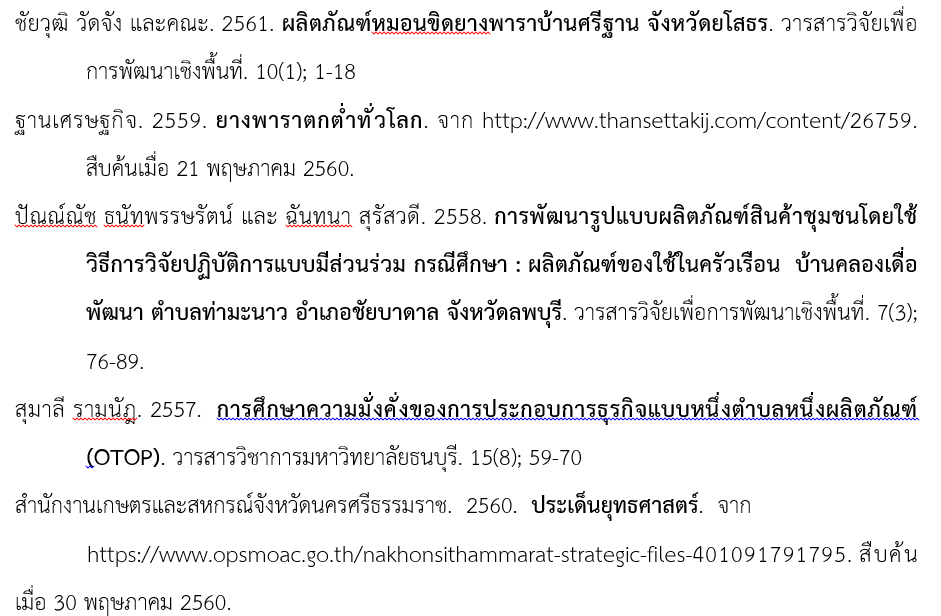 ชัยวุฒิ วัดจัง และคณะ. 2561. ผลิตภัณฑ์หมอนขิดยางพาราบ้านศรีฐาน จังหวัดยโสธร. วารสารวิจัยเพื่อ
การพัฒนาเชิงพื้นที่. 10(1); 1-18
ฐานเศรษฐกิจ. 2559. ยางพาราตกต่ำทั่วโลก. จาก http://www.thansettakij.com/content/26759.
สืบค้นเมื่อ 21 พฤษภาคม 2560.
ปัณณ์ณัช ธนัทพรรษรัตน์ และ ฉันทนา สุรัสวดี. 2558. การพัฒนารูปแบบผลิตภัณฑ์สินค้าชุมชนโดยใช้
วิธีการวิจัยปฏิบัติการแบบมีส่วนร่วม กรณีศึกษา : ผลิตภัณฑ์ของใช้ในครัวเรือน บ้านคลองเดื่อ
พัฒนา ตำบลท่ามะนาว อำเภอชัยบาดาล จังหวัดลพบุรี. วารสารวิจัยเพื่อการพัฒนาเชิงพื้นที่. 7(3);
76-89.
สุมาลี รามนัฎ. 2557. การศึกษาความมั่งคั่งของการประกอบการธุรกิจแบบหนึ่งตำบลหนึ่งผลิตภัณฑ์
(OTOP). วารสารวิชาการมหาวิทยาลัยธนบุรี. 15(8); 59-70
สำนักงานเกษตรและสหกรณ์จังหวัดนครศรีธรรมราช. 2560. ประเด็นยุทธศาสตร์. จาก
https://www.opsmoac.go.th/nakhonsithammarat-strategic-files-401091791795. สืบค้น
เมื่อ 30 พฤษภาคม 2560.